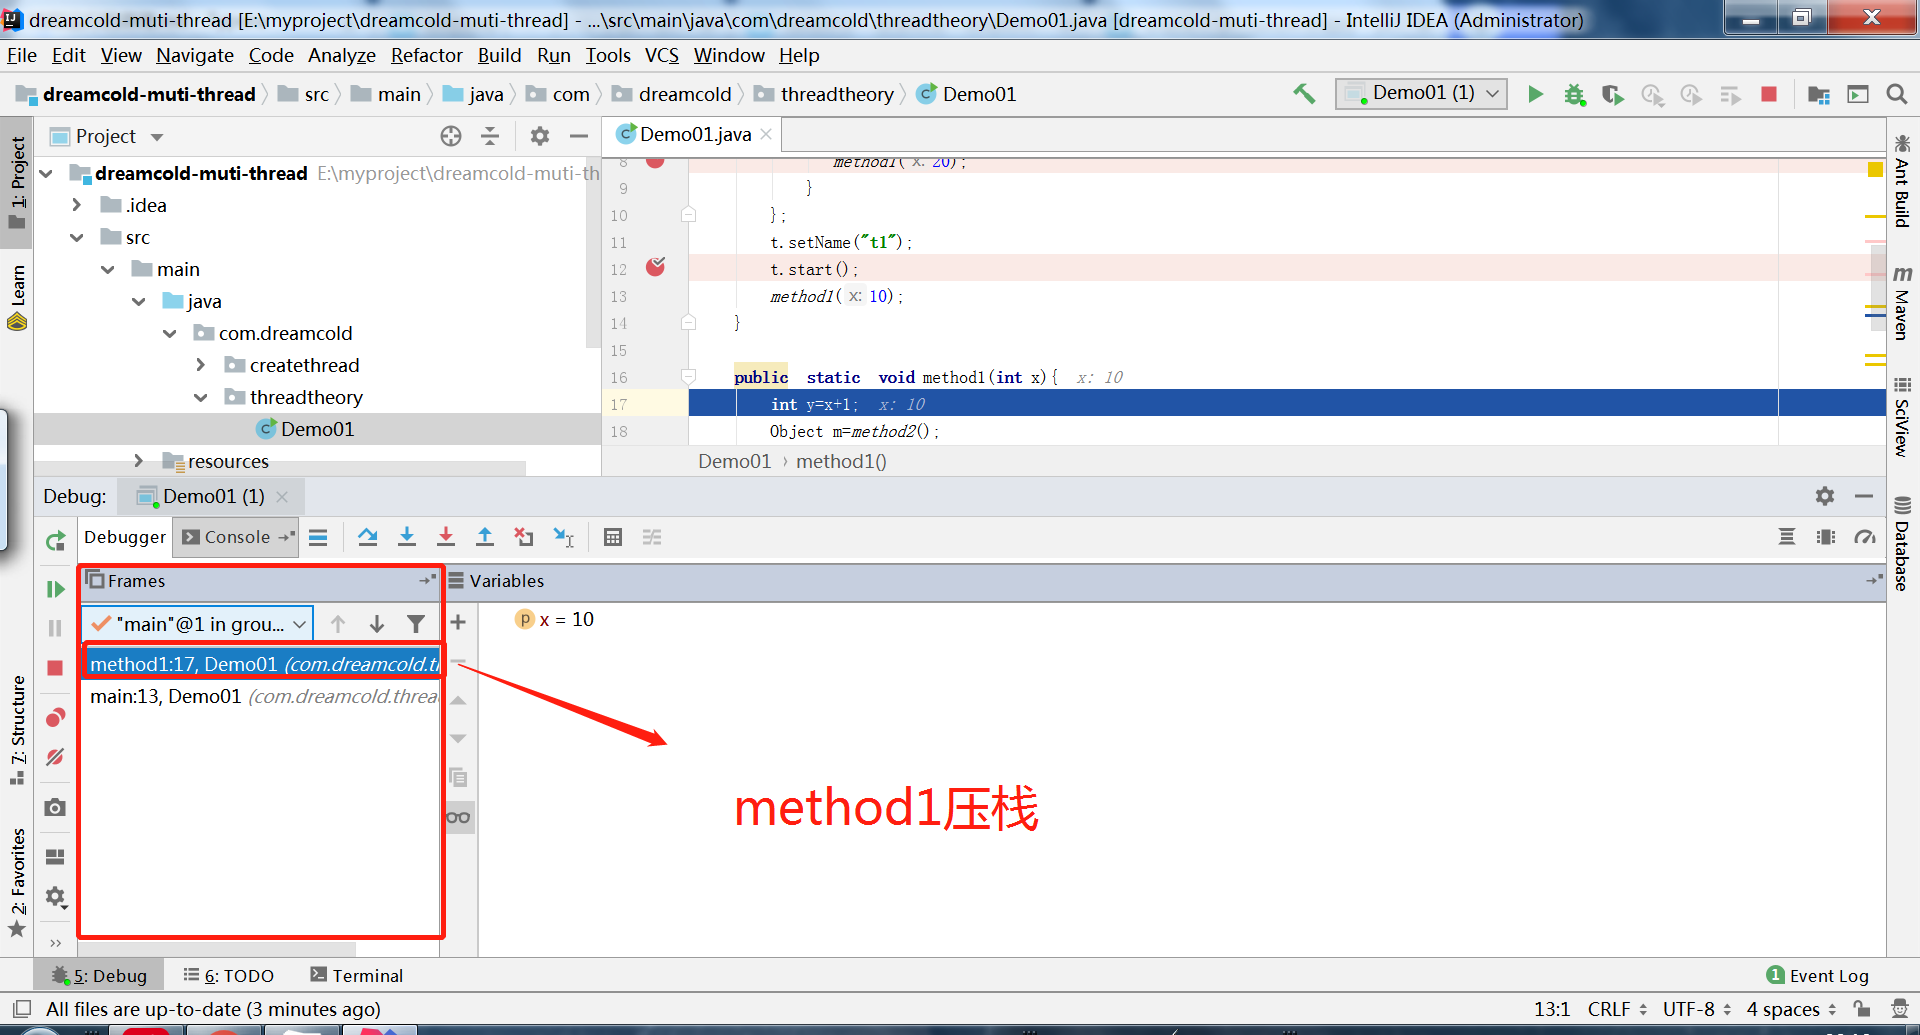 dreamcold-muti-thread [E:\myproject\dreamcold-muti-thread] - ...\src\main\java\com\dreamcold\threadtheory\Demo01.java [dreamcold-muti-thread] - IntelliJ IDEA (Administrator)
File Edit View Navigate Code Analyze Refactor Build Run Tools VCS Window Help
dreamcold-muti-thread src main java com dreamcold threadtheory Demo01
Demo01 (1)
1: Project
Learn
7: Structure
2: Favorites
Project
dreamcold-muti-thread E:\myproject\dreamcold-muti-th
.idea
src
main
java
com.dreamcold
createthread
threadtheory
Demo01
resources
Demo01.java
8 method1( x: 20);
9 }
10 };
11 t.setName("t1");
12 t.start();
13 method1( x: 10);
14 }
15
16 public static void method1(int x){ x: 10
17 int y=x+1; x: 10
18 Object m=method2();
Demo01 › method1()
Ant Build
Maven
SciView
Database
Debug: Demo01 (1)
Debugger Console
Frames
Variables
"main"@1 in grou...
x = 10
method1:17, Demo01 (com.dreamcold.t
main:13, Demo01 (com.dreamcold.threa
method1压栈
5: Debug 6: TODO Terminal
1 Event Log
All files are up-to-date (3 minutes ago)
13:1 CRLF UTF-8 4 spaces